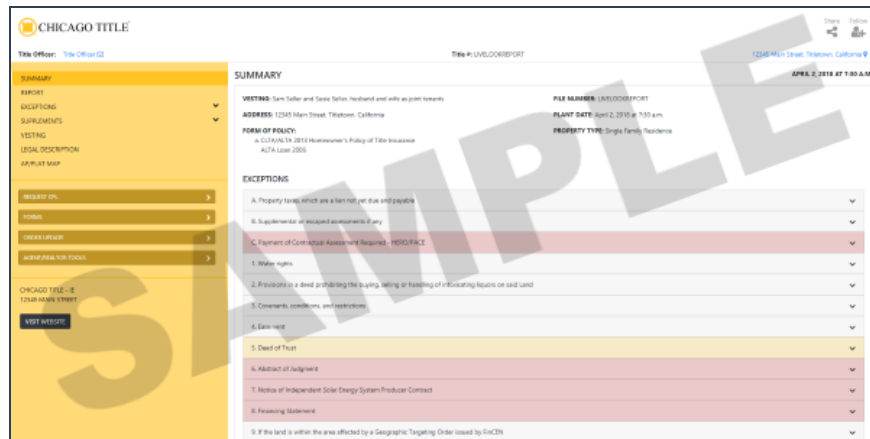 CHICAGO TITLE
Share Follow
Title Officer: Title Officer 02
Title #: LIVELOOKREPORT
12345 Main Street, Titletown, California
SUMMARY
REPORT
EXCEPTIONS
SUPPLEMENTS
VESTING
LEGAL DESCRIPTION
AP/PLAT MAP
REQUEST CPL
FORMS
ORDER UPDATE
AGENT/REALTOR TOOLS
CHICAGO TITLE – IE
12345 MAIN STREET
VISIT WEBSITE
SUMMARY
APRIL 2, 2018 AT 7:30 A.M
VESTING: Sam Seller and Susie Seller, husband and wife as joint tenants
FILE NUMBER: LIVELOOKREPORT
ADDRESS: 12345 Main Street, Titletown, California
PLANT DATE: April 2, 2018 at 7:30 a.m.
FORM OF POLICY:
PROPERTY TYPE: Single Family Residence
CLTA/ALTA 2013 Homeowner's Policy of Title Insurance
ALTA Loan 2006
EXCEPTIONS
A. Property taxes, which are a lien not yet due and payable
B. Supplemental or escaped assessments if any
C. Payment of Contractual Assessment Required - HERO/PACE
1. Water rights
2. Provisions in a deed prohibiting the buying, selling or handling of intoxicating liquors on said Land
3. Covenants, conditions, and restrictions
4. Easement
5. Deed of Trust
6. Abstract of Judgment
7. Notice of Independent Solar Energy System Producer Contract
8. Financing Statement
9. If the land is within the area affected by a Geographic Targeting Order issued by FinCEN
SAMPLE